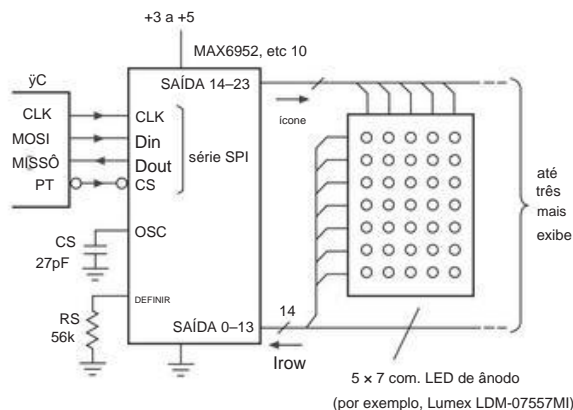 +3 a +5
MAX6952, etc 10
ÿC
SAÍDA 14–23
CLK
CLK
ícone
MOSI
Din
série SPI
MISSÔ
Dout
PT
CS
até
três
mais
exibe
OSC
CS
27pF
DEFINIR
RS
56k
SAÍDA 0–13
14
Irow
5 × 7 com. LED de ânodo
(por exemplo, Lumex LDM-07557MI)